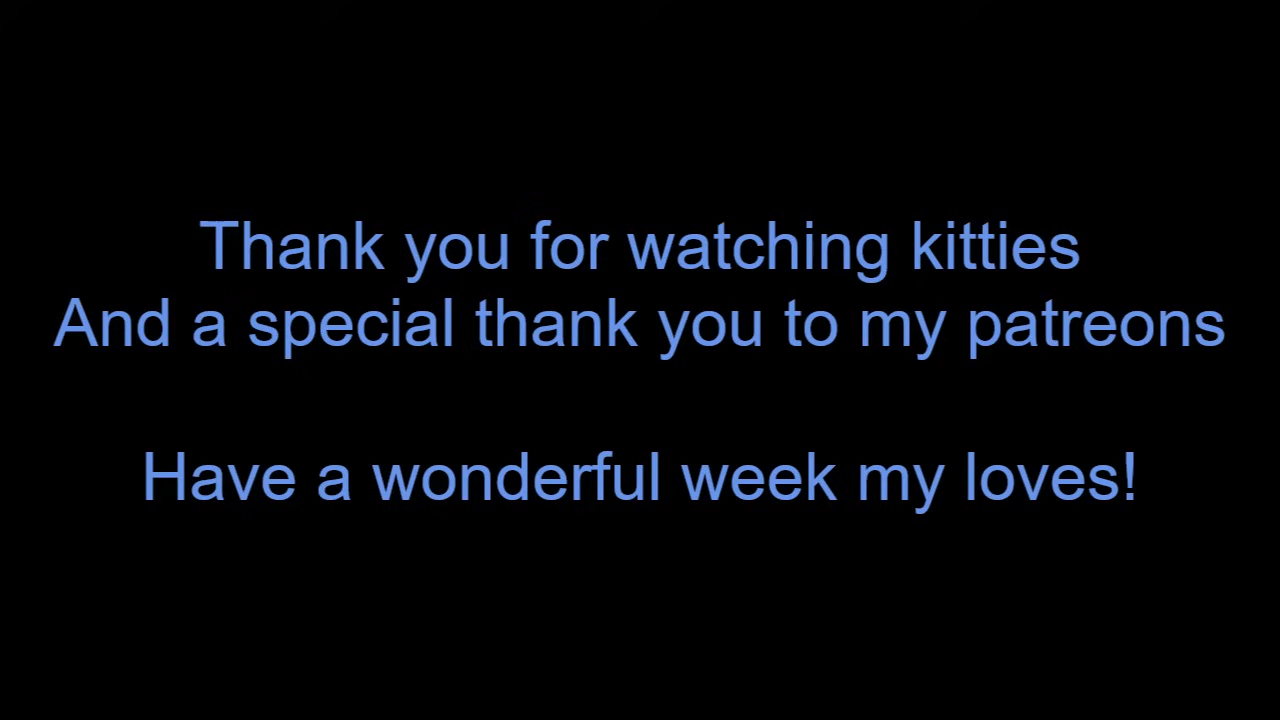 Thank you for watching kitties
And a special thank you to my patreons
Have a wonderful week my loves!